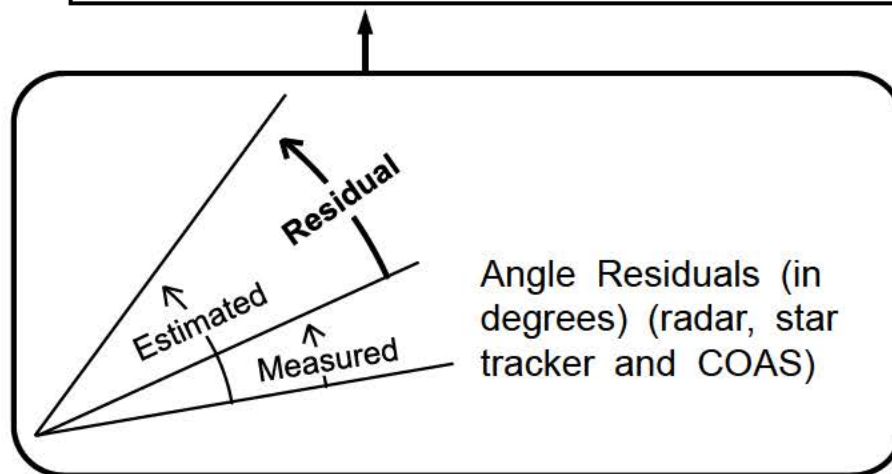 Residual
Estimated
Measured
Angle Residuals (in
degrees) (radar, star
tracker and COAS)